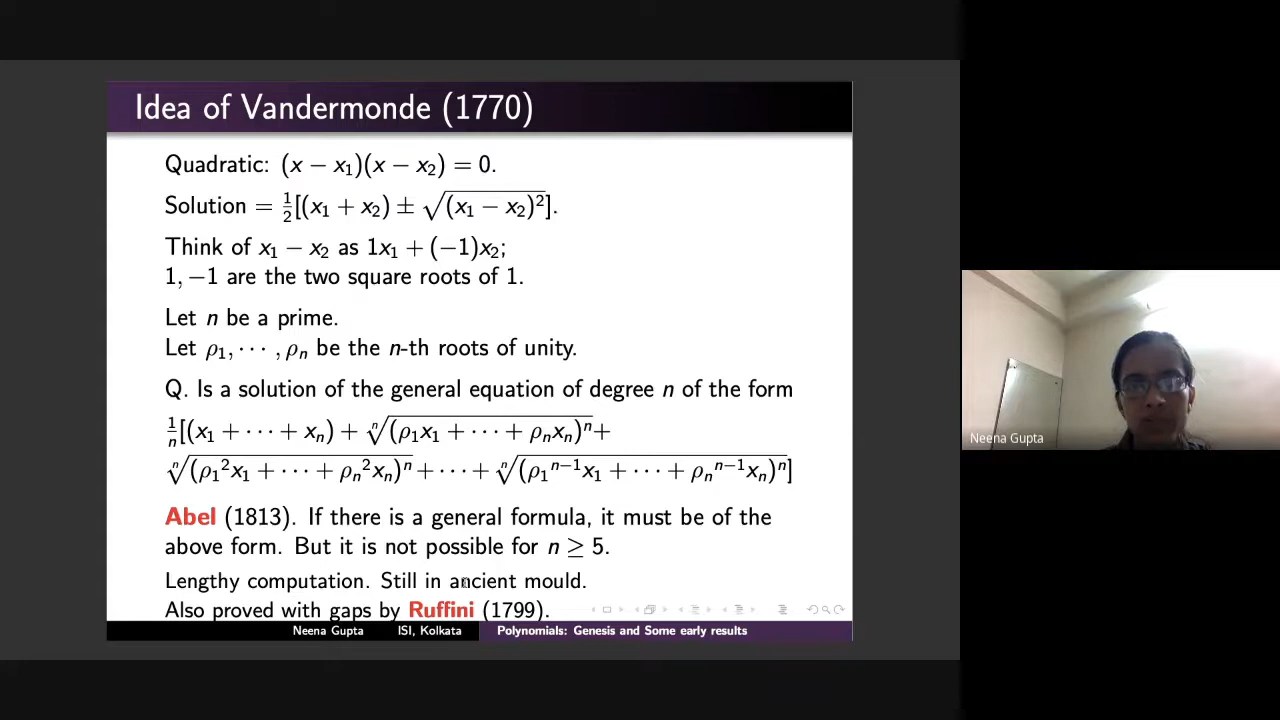 Idea of Vandermonde (1770)
Quadratic: (x − x₁)(x − x₂) = 0.
Solution = ½[(x₁ + x₂) ± √(x₁ − x₂)²].
Think of x₁ − x₂ as 1x₁ + (−1)x₂;
1, −1 are the two square roots of 1.
Let n be a prime.
Let ρ₁, ⋯ , ρₙ be the n-th roots of unity.
Q. Is a solution of the general equation of degree n of the form
1/n[(x₁ + ⋯ + xₙ) + ⁿ√(ρ₁x₁ + ⋯ + ρₙxₙ)ⁿ+
ⁿ√(ρ₁²x₁ + ⋯ + ρₙ²xₙ)ⁿ + ⋯ + ⁿ√(ρ₁ⁿ⁻¹x₁ + ⋯ + ρₙⁿ⁻¹xₙ)ⁿ]
Abel (1813). If there is a general formula, it must be of the
above form. But it is not possible for n ≥ 5.
Lengthy computation. Still in ancient mould.
Also proved with gaps by Ruffini (1799).
Neena Gupta ISI, Kolkata Polynomials: Genesis and Some early results
Neena Gupta